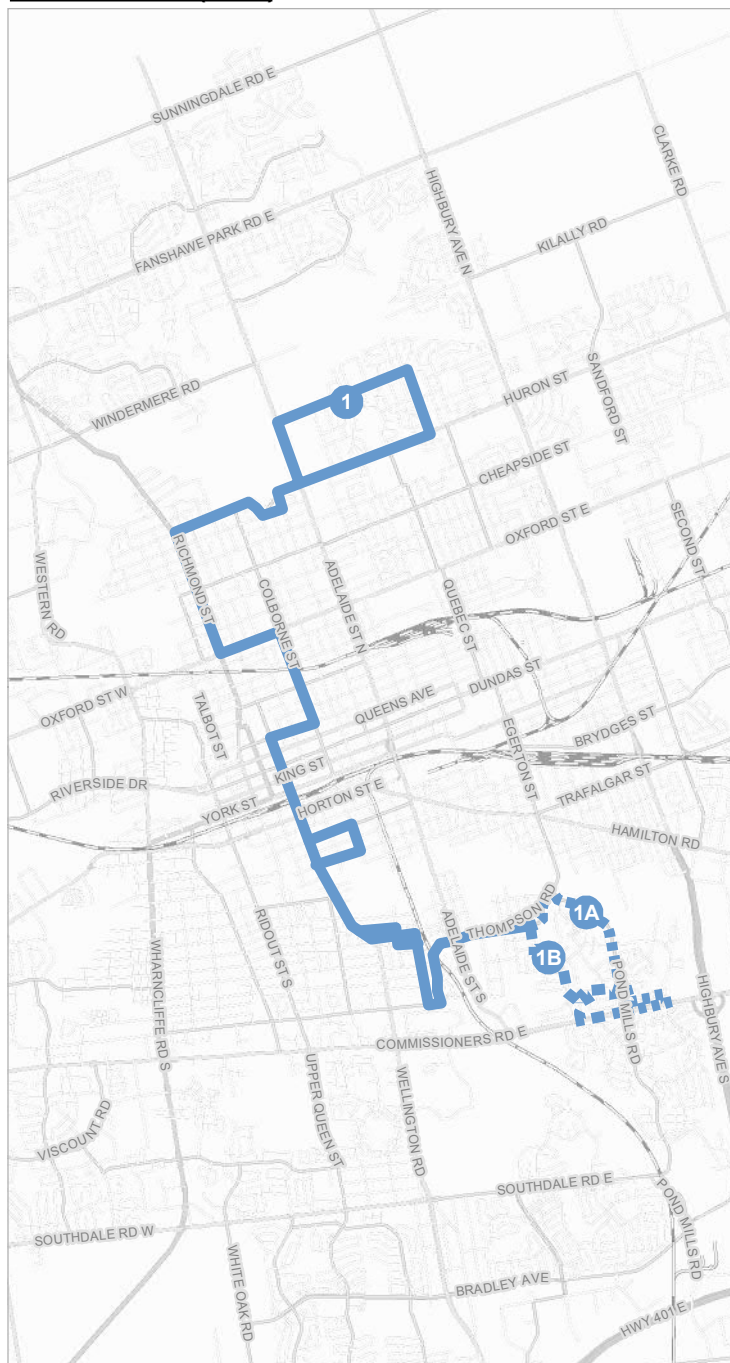 SUNNINGDALE RD E
CLARKE RD
HIGHBURY AVE N
FANSHAWE PARK RD E
KILALLY RD
SANDFORD ST
WINDERMERE RD
1
HURON ST
CHEAPSIDE ST
OXFORD ST E
SECOND ST
RICHMOND ST
WESTERN RD
COLBORNE ST
ADELAIDE ST N
QUEBEC ST
DUNDAS ST
QUEENS AVE
OXFORD ST W
TALBOT ST
EGERTON ST
BRYDGES ST
KING ST
RIVERSIDE DR
TRAFALGAR ST
YORK ST
HORTON ST E
HAMILTON RD
THOMPSON RD
1A
1B
RIDOUT ST S
ADELAIDE ST S
WHARNCLIFFE RD S
POND MILLS RD
HIGHBURY AVE S
COMMISSIONERS RD E
UPPER QUEEN ST
WELLINGTON RD
VISCOUNT RD
SOUTHDALE RD E
POND MILLS RD
SOUTHDALE RD W
WHITE OAK RD
BRADLEY AVE
HWY 401 E